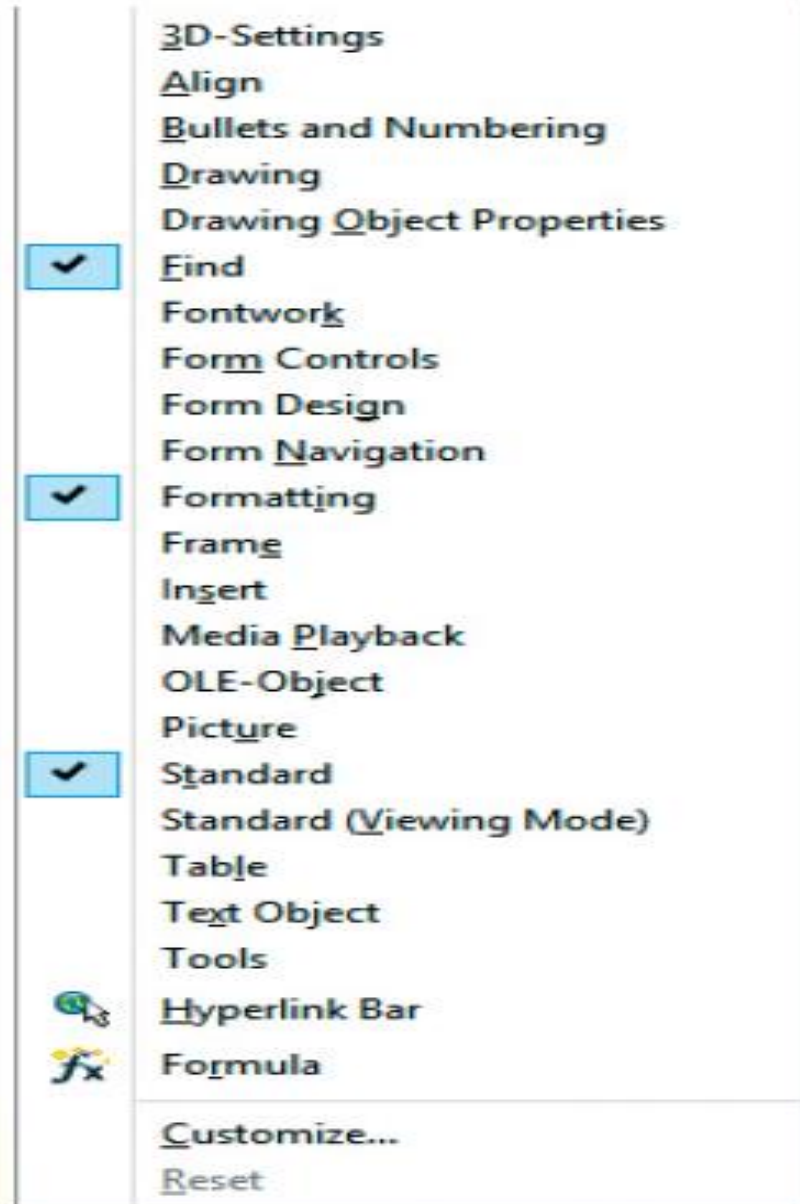 3D-Settings
Align
Bullets and Numbering
Drawing
Drawing Object Properties
Find
Fontwork
Form Controls
Form Design
Form Navigation
Formatting
Frame
Insert
Media Playback
OLE-Object
Picture
Standard
Standard (Viewing Mode)
Table
Text Object
Tools
Hyperlink Bar
fx Formula
Customize...
Reset